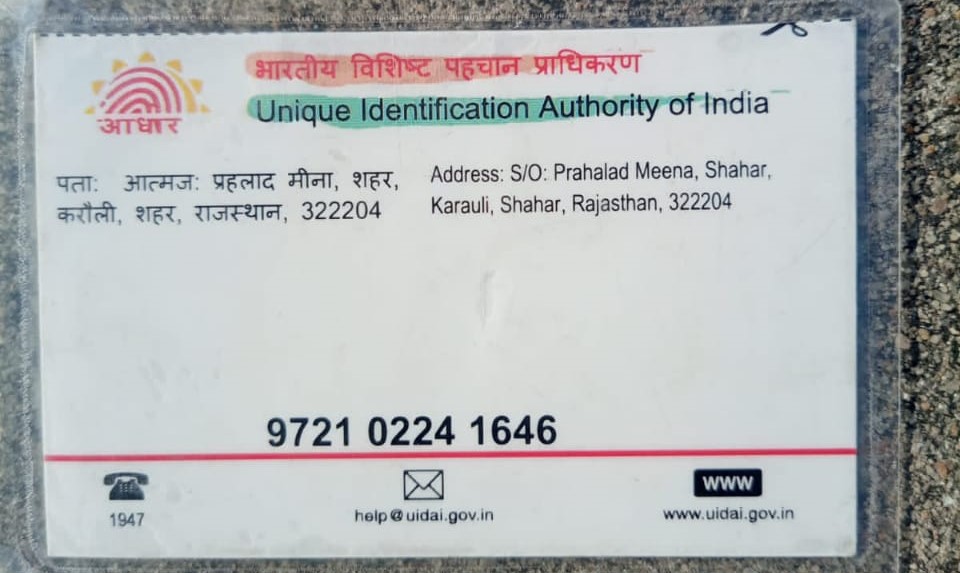 भारतीय विशिष्ट पहचान प्राधिकरण
Unique Identification Authority of India
आधार
पता: आत्मज: प्रहलाद मीना, शहर,
करौली, शहर, राजस्थान, 322204
Address: S/O: Prahalad Meena, Shahar,
Karauli, Shahar, Rajasthan, 322204
9721 0224 1646
1947
help@uidai.gov.in
WWW
www.uidai.gov.in